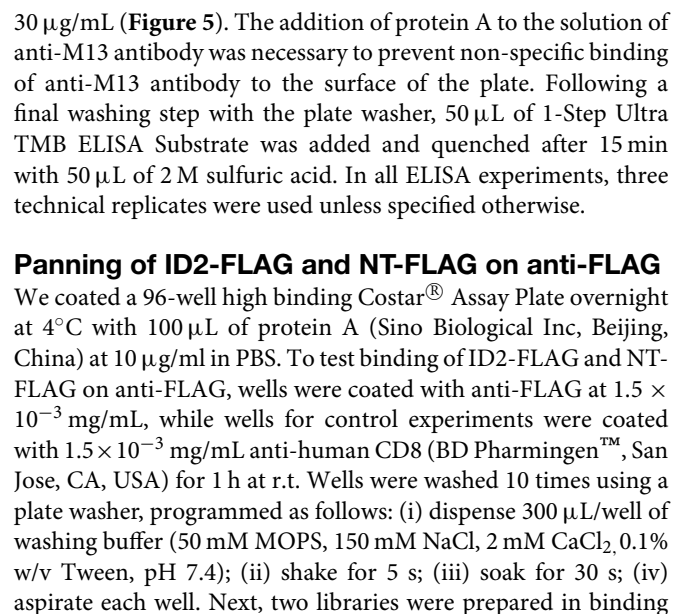 30 μg/mL (Figure 5). The addition of protein A to the solution of
anti-M13 antibody was necessary to prevent non-specific binding
of anti-M13 antibody to the surface of the plate. Following a
final washing step with the plate washer, 50 μL of 1-Step Ultra
TMB ELISA Substrate was added and quenched after 15 min
with 50 μL of 2 M sulfuric acid. In all ELISA experiments, three
technical replicates were used unless specified otherwise.
Panning of ID2-FLAG and NT-FLAG on anti-FLAG
We coated a 96-well high binding Costar® Assay Plate overnight
at 4°C with 100 μL of protein A (Sino Biological Inc, Beijing,
China) at 10 μg/ml in PBS. To test binding of ID2-FLAG and NT-
FLAG on anti-FLAG, wells were coated with anti-FLAG at 1.5 ×
10⁻³ mg/mL, while wells for control experiments were coated
with 1.5 × 10⁻³ mg/mL anti-human CD8 (BD Pharmingen™, San
Jose, CA, USA) for 1 h at r.t. Wells were washed 10 times using a
plate washer, programmed as follows: (i) dispense 300 μL/well of
washing buffer (50 mM MOPS, 150 mM NaCl, 2 mM CaCl₂, 0.1%
w/v Tween, pH 7.4); (ii) shake for 5 s; (iii) soak for 30 s; (iv)
aspirate each well. Next, two libraries were prepared in binding